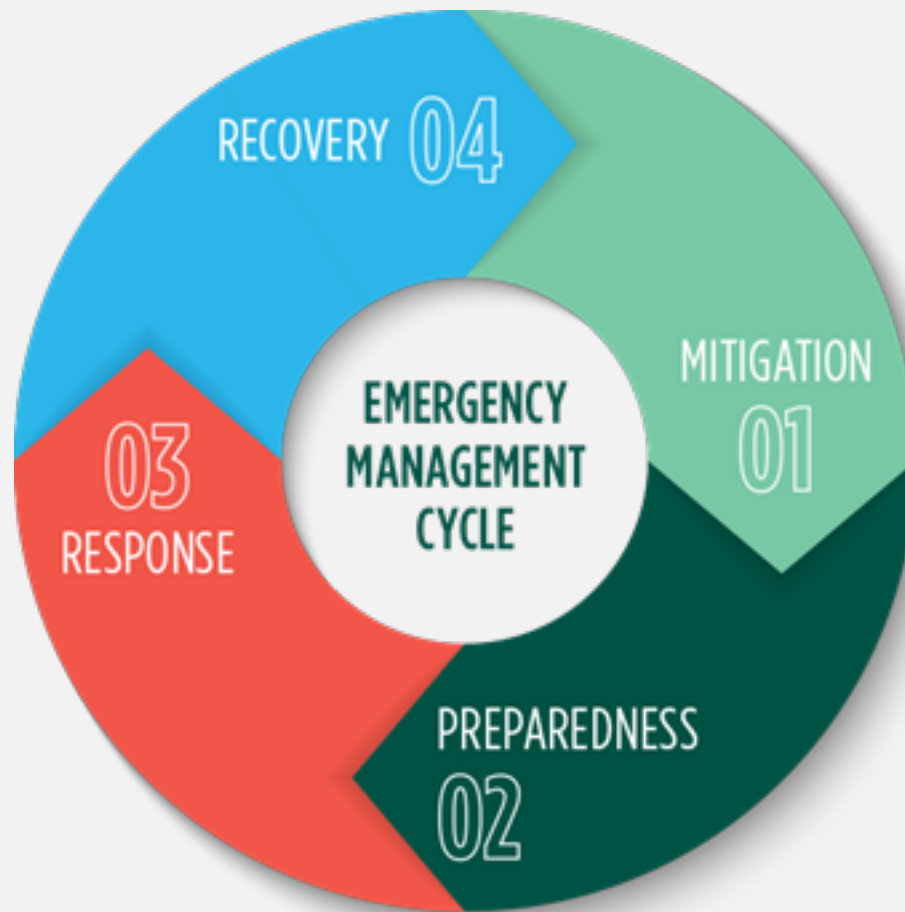 RECOVERY 04
MITIGATION
01
EMERGENCY
MANAGEMENT
CYCLE
03
RESPONSE
PREPAREDNESS
02